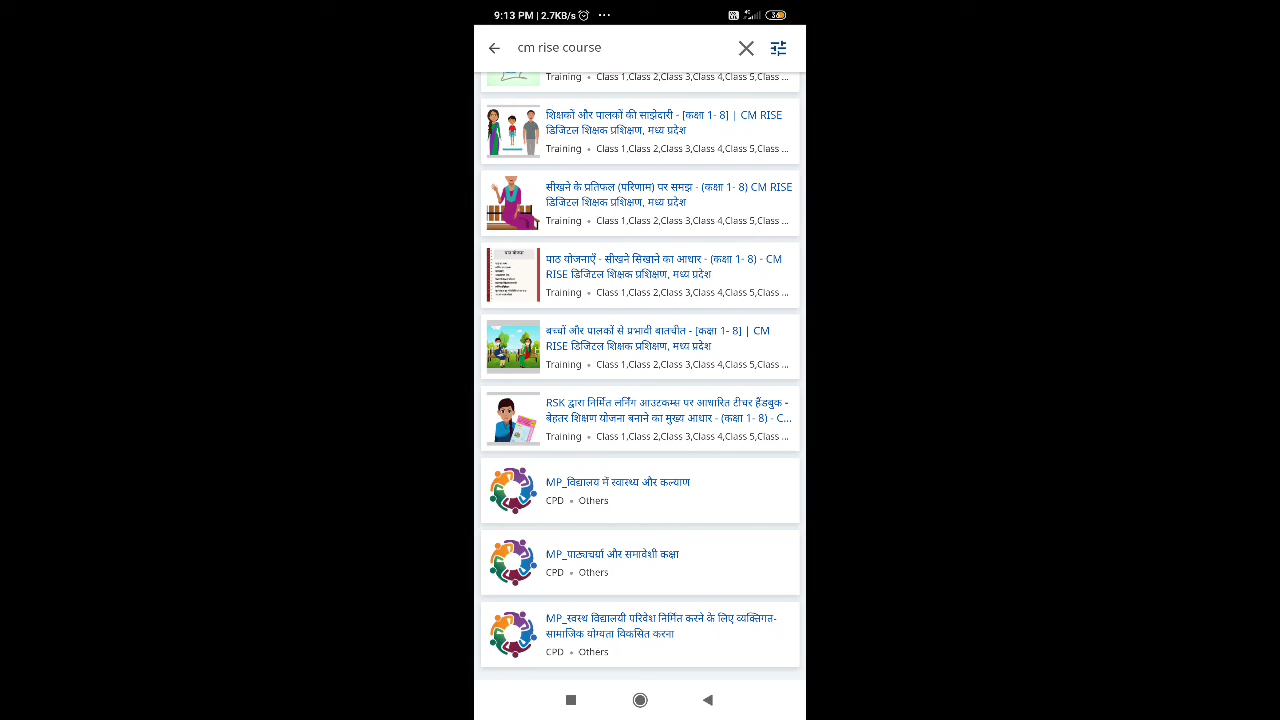 9:13 PM | 2.7KB/s
36
cm rise course
Training • Class 1,Class 2,Class 3,Class 4,Class 5,Class ...
शिक्षकों और पालकों की साझेदारी - [कक्षा 1- 8] | CM RISE
डिजिटल शिक्षक प्रशिक्षण, मध्य प्रदेश
Training • Class 1,Class 2,Class 3,Class 4,Class 5,Class ...
सीखने के प्रतिफल (परिणाम) पर समझ - (कक्षा 1- 8) CM RISE
डिजिटल शिक्षक प्रशिक्षण, मध्य प्रदेश
Training • Class 1,Class 2,Class 3,Class 4,Class 5,Class ...
पाठ योजनाऍं - सीखने सिखाने का आधार - (कक्षा 1- 8) - CM
RISE डिजिटल शिक्षक प्रशिक्षण, मध्य प्रदेश
Training • Class 1,Class 2,Class 3,Class 4,Class 5,Class ...
बच्चों और पालकों से प्रभावी बातचीत - [कक्षा 1- 8] | CM
RISE डिजिटल शिक्षक प्रशिक्षण, मध्य प्रदेश
Training • Class 1,Class 2,Class 3,Class 4,Class 5,Class ...
RSK द्वारा निर्मित लर्निंग आउटकम्स पर आधारित टीचर हैंडबुक -
बेहतर शिक्षण योजना बनाने का मुख्य आधार - (कक्षा 1- 8) - C...
Training • Class 1,Class 2,Class 3,Class 4,Class 5,Class ...
MP_विद्यालय में स्वास्थ्य और कल्याण
CPD • Others
MP_पाठ्यचर्या और समावेशी कक्षा
CPD • Others
MP_स्वस्थ विद्यालयी परिवेश निर्मित करने के लिए व्यक्तिगत-
सामाजिक योग्यता विकसित करना
CPD • Others